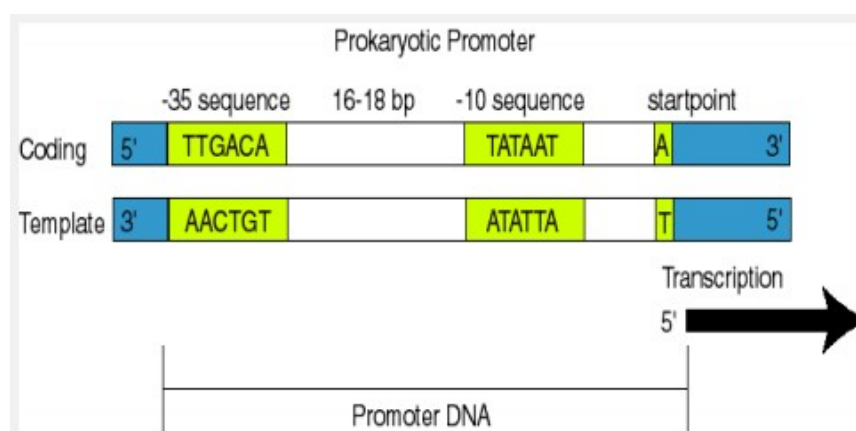 Prokaryotic Promoter
-35 sequence 16-18 bp -10 sequence startpoint
Coding 5' TTGACA TATAAT A 3'
Template 3' AACTGT ATATTA T 5'
Transcription
5'
Promoter DNA